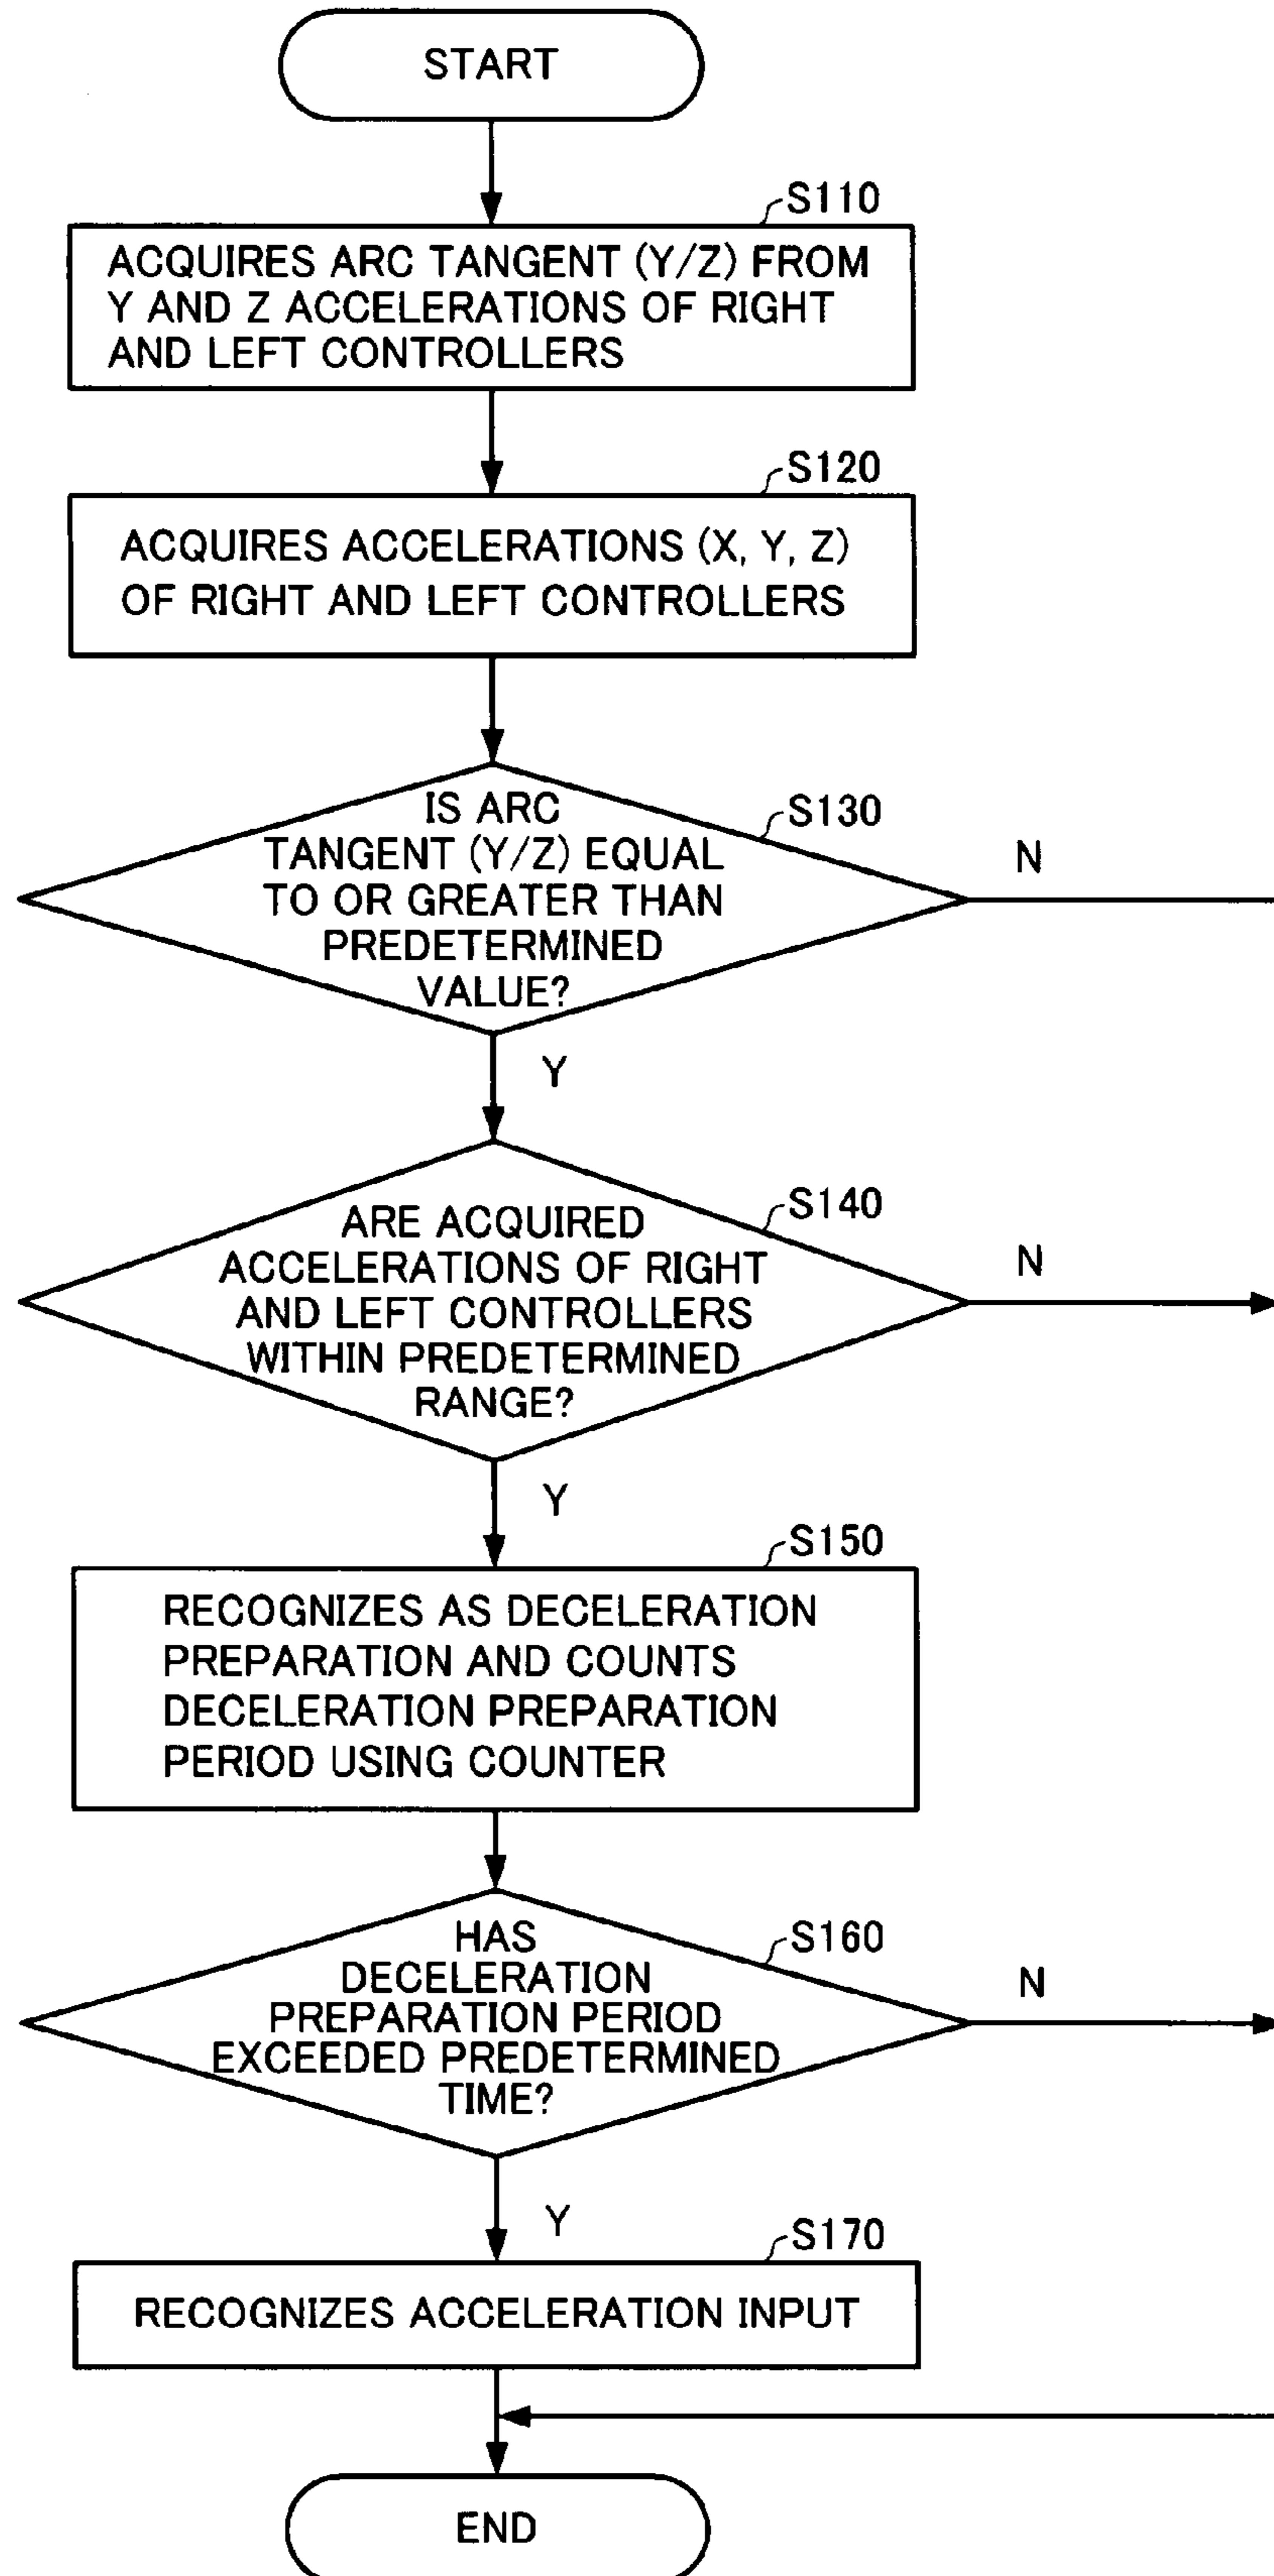 START
S110
ACQUIRES ARC TANGENT (Y/Z) FROM
Y AND Z ACCELERATIONS OF RIGHT
AND LEFT CONTROLLERS
S120
ACQUIRES ACCELERATIONS (X, Y, Z)
OF RIGHT AND LEFT CONTROLLERS
S130
IS ARC
TANGENT (Y/Z) EQUAL
TO OR GREATER THAN
PREDETERMINED
VALUE?
N
Y
S140
ARE ACQUIRED
ACCELERATIONS OF RIGHT
AND LEFT CONTROLLERS
WITHIN PREDETERMINED
RANGE?
N
Y
S150
RECOGNIZES AS DECELERATION
PREPARATION AND COUNTS
DECELERATION PREPARATION
PERIOD USING COUNTER
S160
HAS
DECELERATION
PREPARATION PERIOD
EXCEEDED PREDETERMINED
TIME?
N
Y
S170
RECOGNIZES ACCELERATION INPUT
END